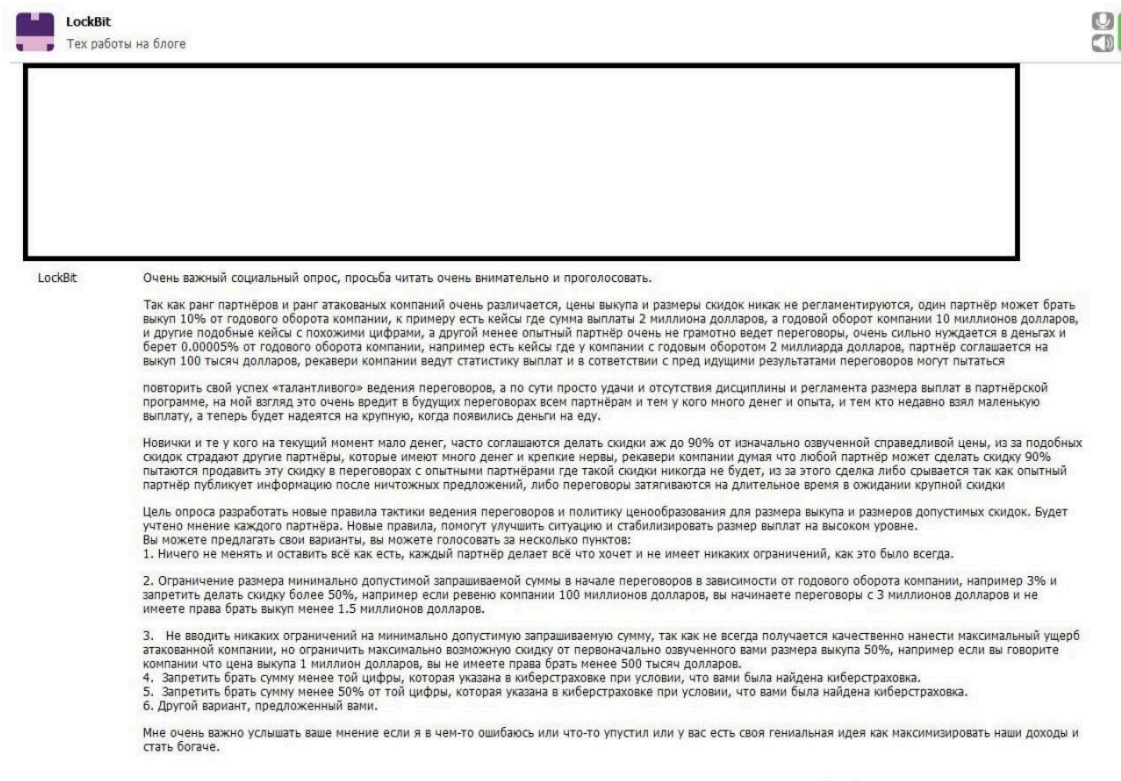 LockBit
Тех работы на блоге
LockBit
Очень важный социальный опрос, просьба читать очень внимательно и проголосовать.
Так как ранг партнёров и ранг атакованых компаний очень различается, цены выкупа и размеры скидок никак не регламентируются, один партнёр может брать
выкуп 10% от годового оборота компании, к примеру есть кейсы где сумма выплаты 2 миллиона долларов, а годовой оборот компании 10 миллионов долларов,
и другие подобные кейсы с похожими цифрами, а другой менее опытный партнёр очень не грамотно ведет переговоры, очень сильно нуждается в деньгах и
берет 0.00005% от годового оборота компании, например есть кейсы где у компании с годовым оборотом 2 миллиарда долларов, партнёр соглашается на
выкуп 100 тысяч долларов, рекавери компании ведут статистику выплат и в сответствии с пред идущими результатами переговоров могут пытаться
повторить свой успех «талантливого» ведения переговоров, а по сути просто удачи и отсутствия дисциплины и регламента размера выплат в партнёрской
программе, на мой взгляд это очень вредит в будущих переговорах всем партнёрам и тем у кого много денег и опыта, и тем кто недавно взял маленькую
выплату, а теперь будет надеятся на крупную, когда появились деньги на еду.
Новички и те у кого на текущий момент мало денег, часто соглашаются делать скидки аж до 90% от изначально озвученной справедливой цены, из за подобных
скидок страдают другие партнёры, которые имеют много денег и крепкие нервы, рекавери компании думая что любой партнёр может сделать скидку 90%
пытаются продавить эту скидку в переговорах с опытными партнёрами где такой скидки никогда не будет, из за этого сделка либо срывается так как опытный
партнёр публикует информацию после ничтожных предложений, либо переговоры затягиваются на длительное время в ожидании крупной скидки
Цель опроса разработать новые правила тактики ведения переговоров и политику ценообразования для размера выкупа и размеров допустимых скидок. Будет
учтено мнение каждого партнёра. Новые правила, помогут улучшить ситуацию и стабилизировать размер выплат на высоком уровне.
Вы можете предлагать свои варианты, вы можете голосовать за несколько пунктов:
1. Ничего не менять и оставить всё как есть, каждый партнёр делает всё что хочет и не имеет никаких ограничений, как это было всегда.
2. Ограничение размера минимально допустимой запрашиваемой суммы в начале переговоров в зависимости от годового оборота компании, например 3% и
запретить делать скидку более 50%, например если ревеню компании 100 миллионов долларов, вы начинаете переговоры с 3 миллионов долларов и не
имеете права брать выкуп менее 1.5 миллионов долларов.
3. Не вводить никаких ограничений на минимально допустимую запрашиваемую сумму, так как не всегда получается качественно нанести максимальный ущерб
атакованной компании, но ограничить максимально возможную скидку от первоначально озвученного вами размера выкупа 50%, например если вы говорите
компании что цена выкупа 1 миллион долларов, вы не имеете права брать менее 500 тысяч долларов.
4. Запретить брать сумму менее той цифры, которая указана в киберстраховке при условии, что вами была найдена киберстраховка.
5. Запретить брать сумму менее 50% от той цифры, которая указана в киберстраховке при условии, что вами была найдена киберстраховка.
6. Другой вариант, предложенный вами.
Мне очень важно услышать ваше мнение если я в чем-то ошибаюсь или что-то упустил или у вас есть своя гениальная идея как максимизировать наши доходы и
стать богаче.